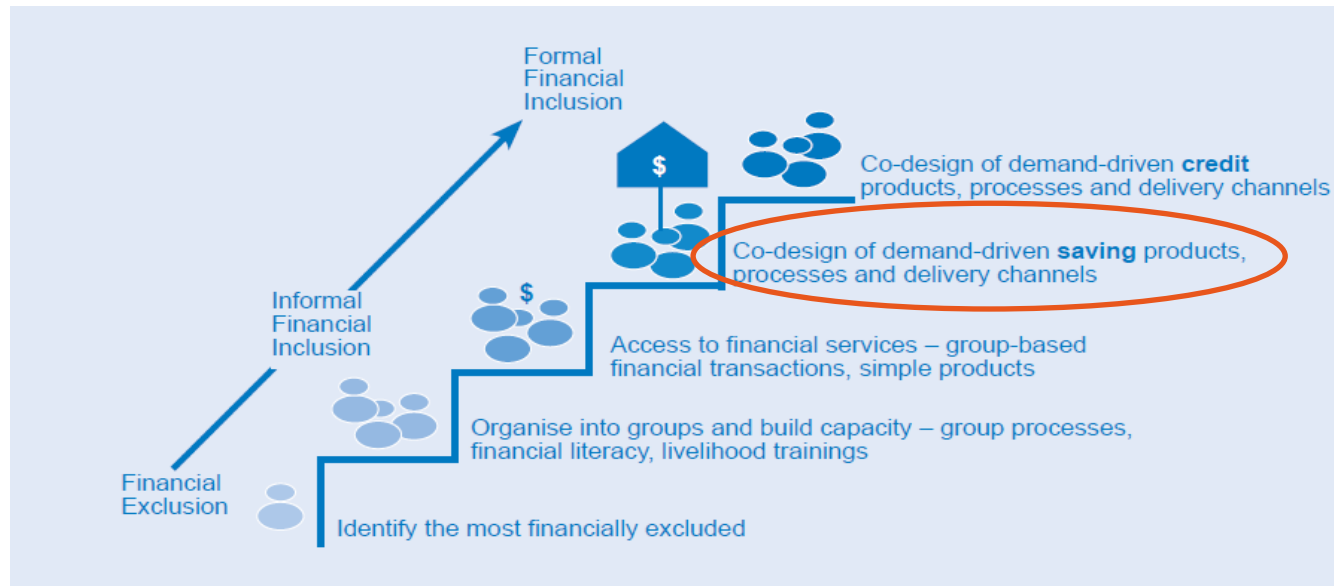 Formal
Financial
Inclusion
$
Co-design of demand-driven credit
products, processes and delivery channels
Co-design of demand-driven saving products,
processes and delivery channels
Informal
Financial
Inclusion
$
Access to financial services – group-based
financial transactions, simple products
Organise into groups and build capacity – group processes,
financial literacy, livelihood trainings
Financial
Exclusion
Identify the most financially excluded